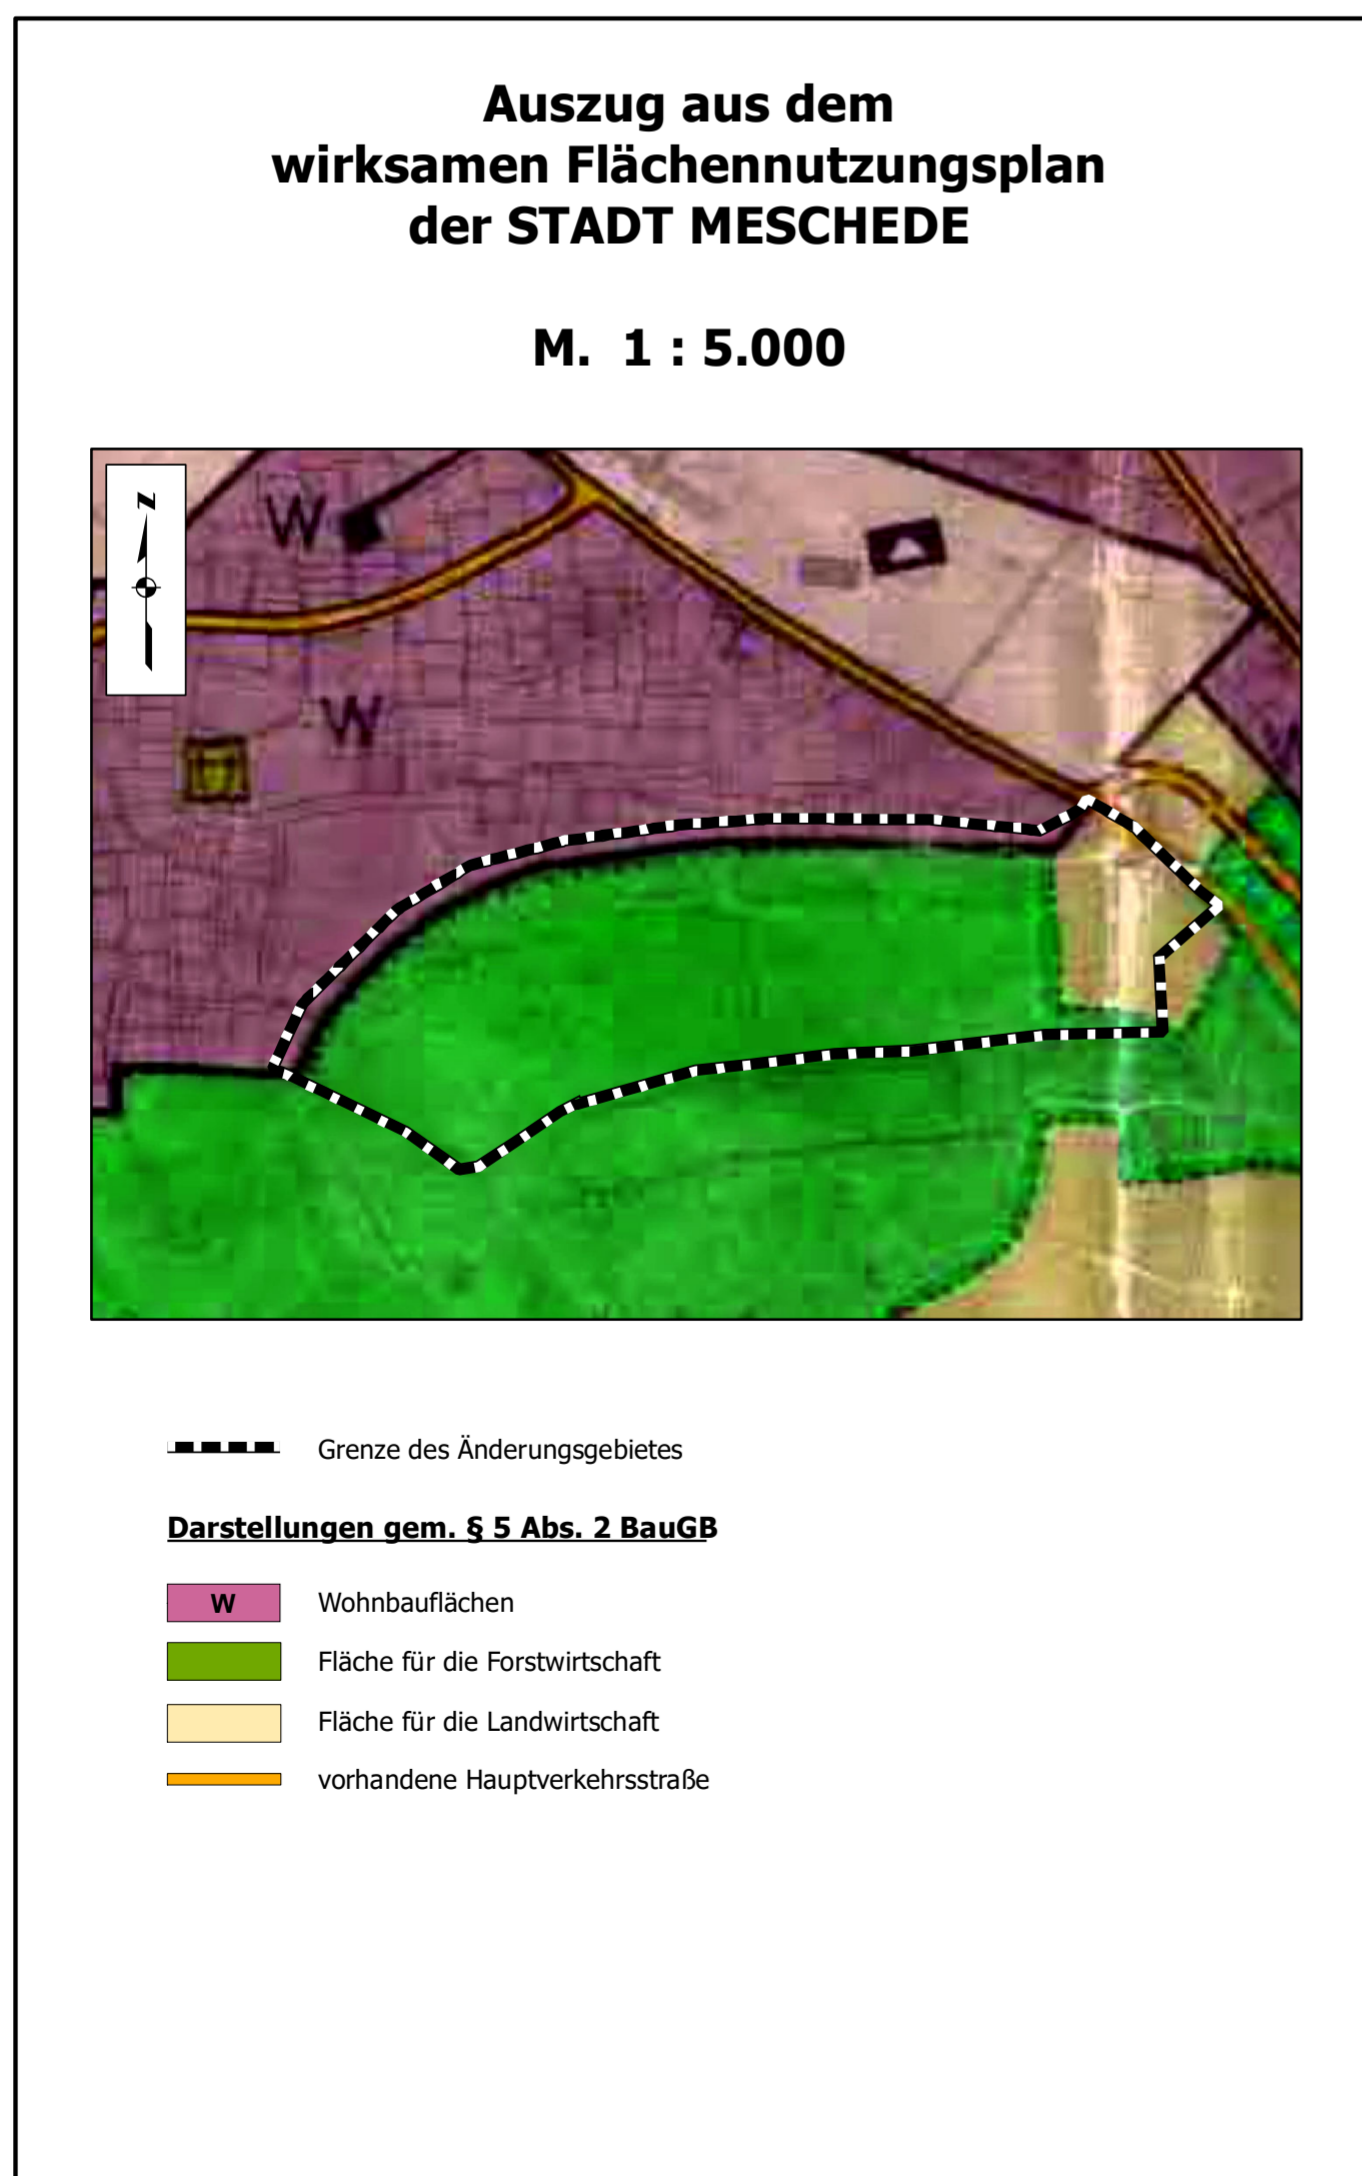 Auszug aus dem
wirksamen Flächennutzungsplan
der STADT MESCHEDE
M. 1 : 5.000
N
W
W
Grenze des Änderungsgebietes
Darstellungen gem. § 5 Abs. 2 BauGB
W Wohnbauflächen
Fläche für die Forstwirtschaft
Fläche für die Landwirtschaft
vorhandene Hauptverkehrsstraße